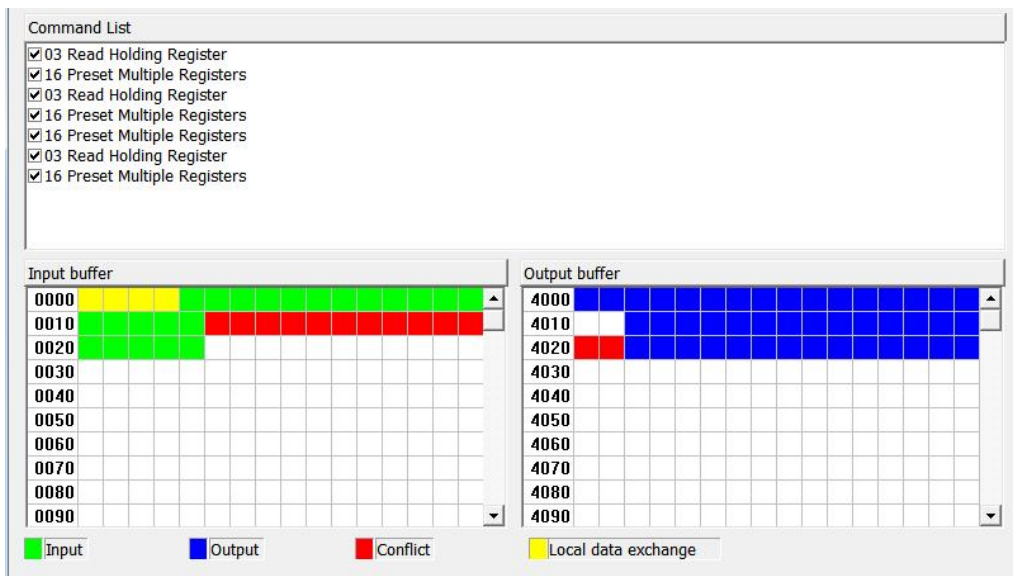 Command List
03 Read Holding Register
16 Preset Multiple Registers
03 Read Holding Register
16 Preset Multiple Registers
16 Preset Multiple Registers
03 Read Holding Register
16 Preset Multiple Registers
Input buffer
0000
0010
0020
0030
0040
0050
0060
0070
0080
0090
Output buffer
4000
4010
4020
4030
4040
4050
4060
4070
4080
4090
Input
Output
Conflict
Local data exchange